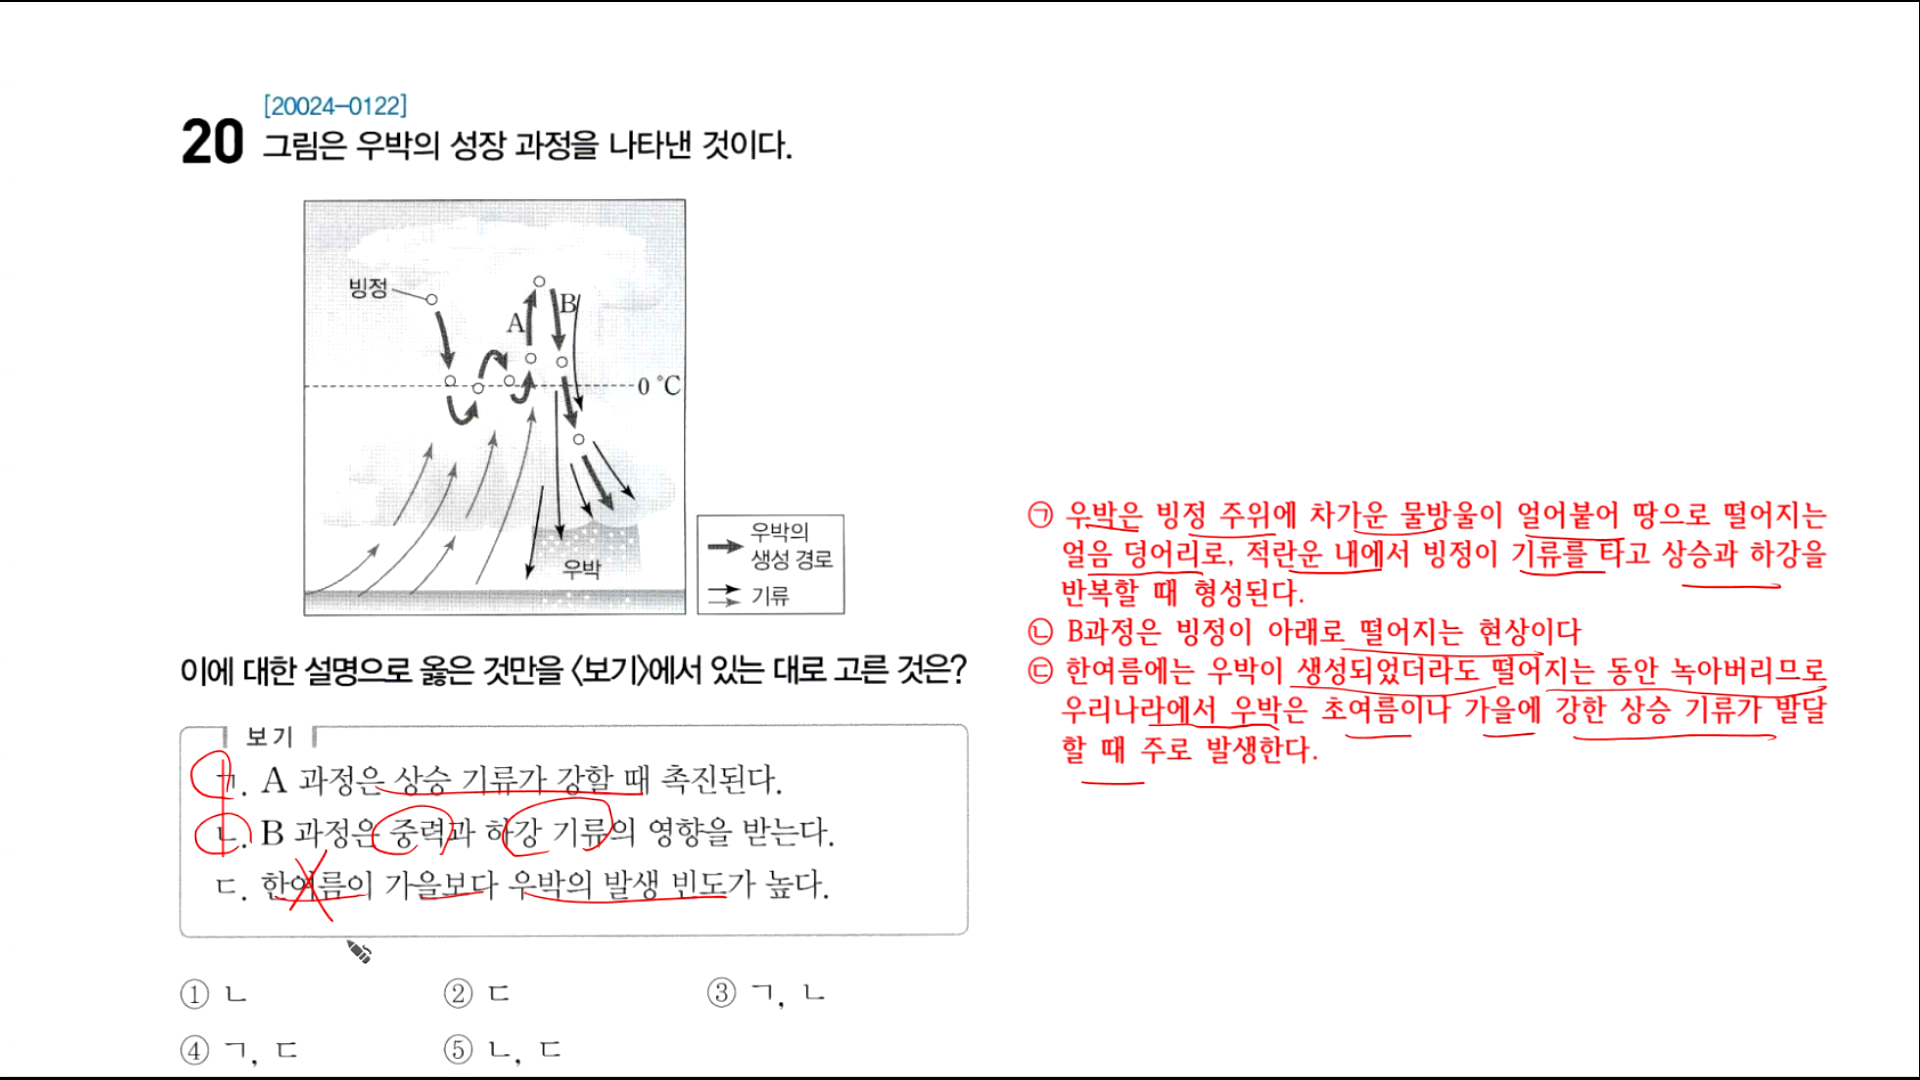 [20024-0122]
20 그림은 우박의 성장 과정을 나타낸 것이다.
빙정
A
B
0 ℃
우박
우박의
생성 경로
기류
이에 대한 설명으로 옳은 것만을 <보기>에서 있는 대로 고른 것은?
보기
ㄱ. A 과정은 상승 기류가 강할 때 촉진된다.
ㄴ. B 과정은 중력과 하강 기류의 영향을 받는다.
ㄷ. 한여름이 가을보다 우박의 발생 빈도가 높다.
① ㄴ ② ㄷ ③ ㄱ, ㄴ
④ ㄱ, ㄷ ⑤ ㄴ, ㄷ
㉠ 우박은 빙정 주위에 차가운 물방울이 얼어붙어 땅으로 떨어지는
얼음 덩어리로, 적란운 내에서 빙정이 기류를 타고 상승과 하강을
반복할 때 형성된다.
㉡ B과정은 빙정이 아래로 떨어지는 현상이다
㉢ 한여름에는 우박이 생성되었더라도 떨어지는 동안 녹아버리므로
우리나라에서 우박은 초여름이나 가을에 강한 상승 기류가 발달
할 때 주로 발생한다.